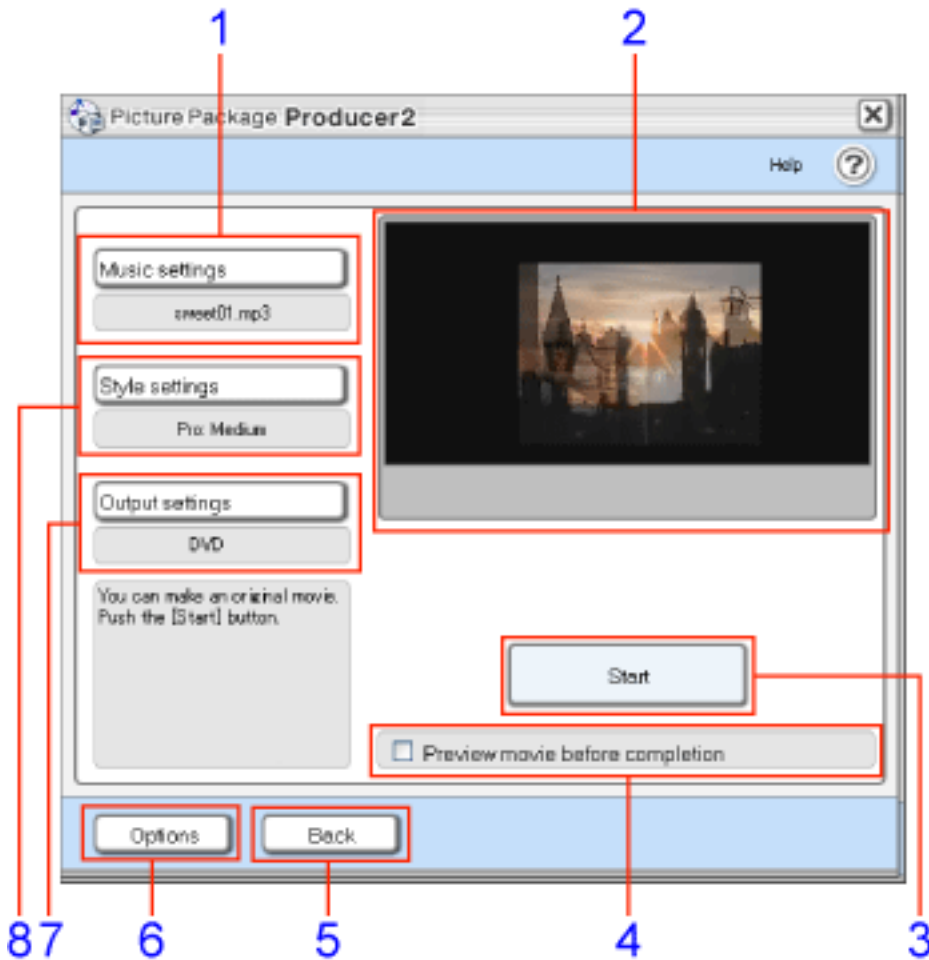 1
2
Picture Package Producer2
Help
?
Music settings
sweet01.mp3
Style settings
Pro: Medium
Output settings
DVD
You can make an original movie.
Push the [Start] button.
Start
3
Preview movie before completion
Options
Back
8
7
6
5
4